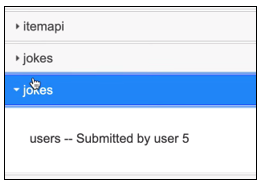 itemapi
jokes
jokes
users -- Submitted by user 5